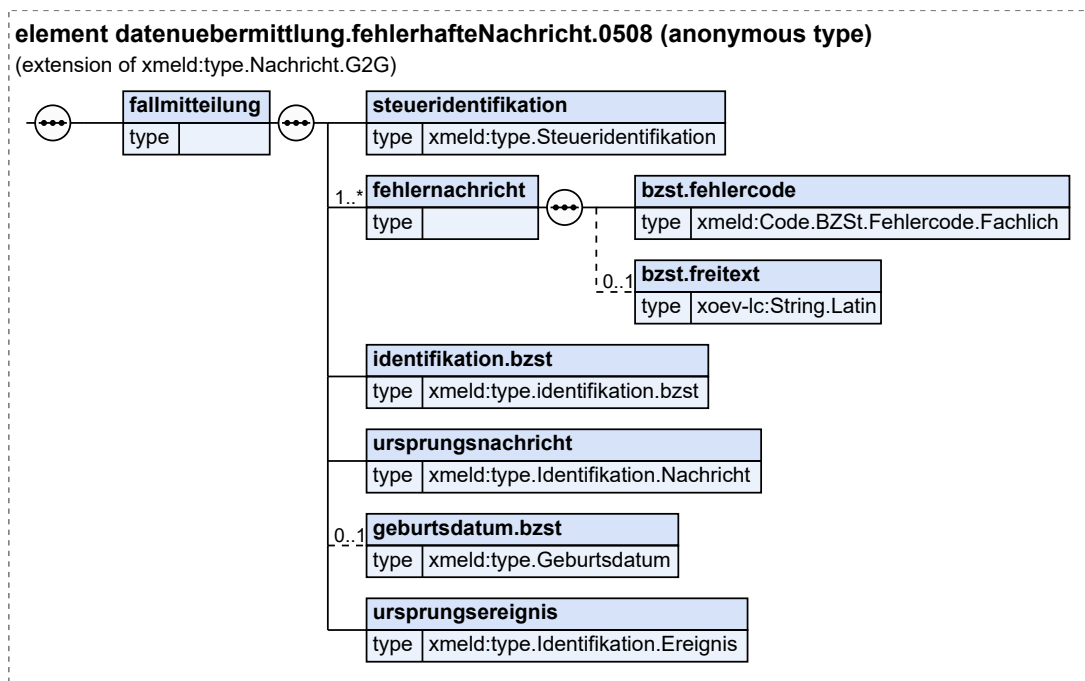 element datenuebermittlung.fehlerhafteNachricht.0508 (anonymous type)
(extension of xmeld:type.Nachricht.G2G)
fallmitteilung
type
steueridentifikation
type xmeld:type.Steueridentifikation
1..*
fehlernachricht
type
bzst.fehlercode
type xmeld:Code.BZSt.Fehlercode.Fachlich
0..1
bzst.freitext
type xoev-lc:String.Latin
identifikation.bzst
type xmeld:type.identifikation.bzst
ursprungsnachricht
type xmeld:type.Identifikation.Nachricht
0..1
geburtsdatum.bzst
type xmeld:type.Geburtsdatum
ursprungsereignis
type xmeld:type.Identifikation.Ereignis